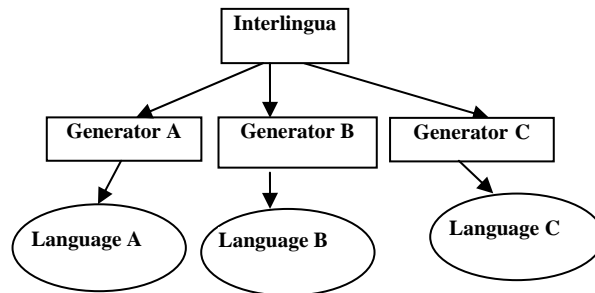 Interlingua
Generator A
Generator B
Generator C
Language A
Language B
Language C